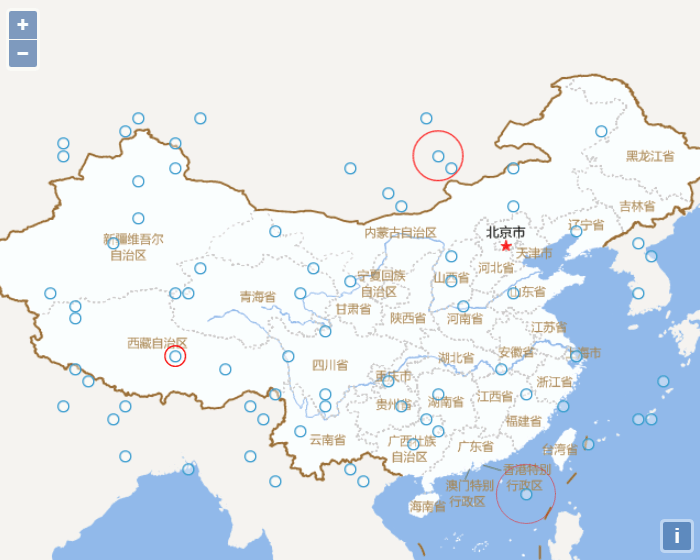 +
−
黑龙江省
吉林省
辽宁省
内蒙古自治区
北京市
天津市
新疆维吾尔
自治区
河北省
山西省
宁夏回族
自治区
山东省
青海省
甘肃省
陕西省
河南省
江苏省
西藏自治区
安徽省
上海市
湖北省
四川省
重庆市
浙江省
贵州省
湖南省
江西省
福建省
云南省
广西壮族
自治区
广东省
台湾省
香港特别
行政区
澳门特别
行政区
海南省
i